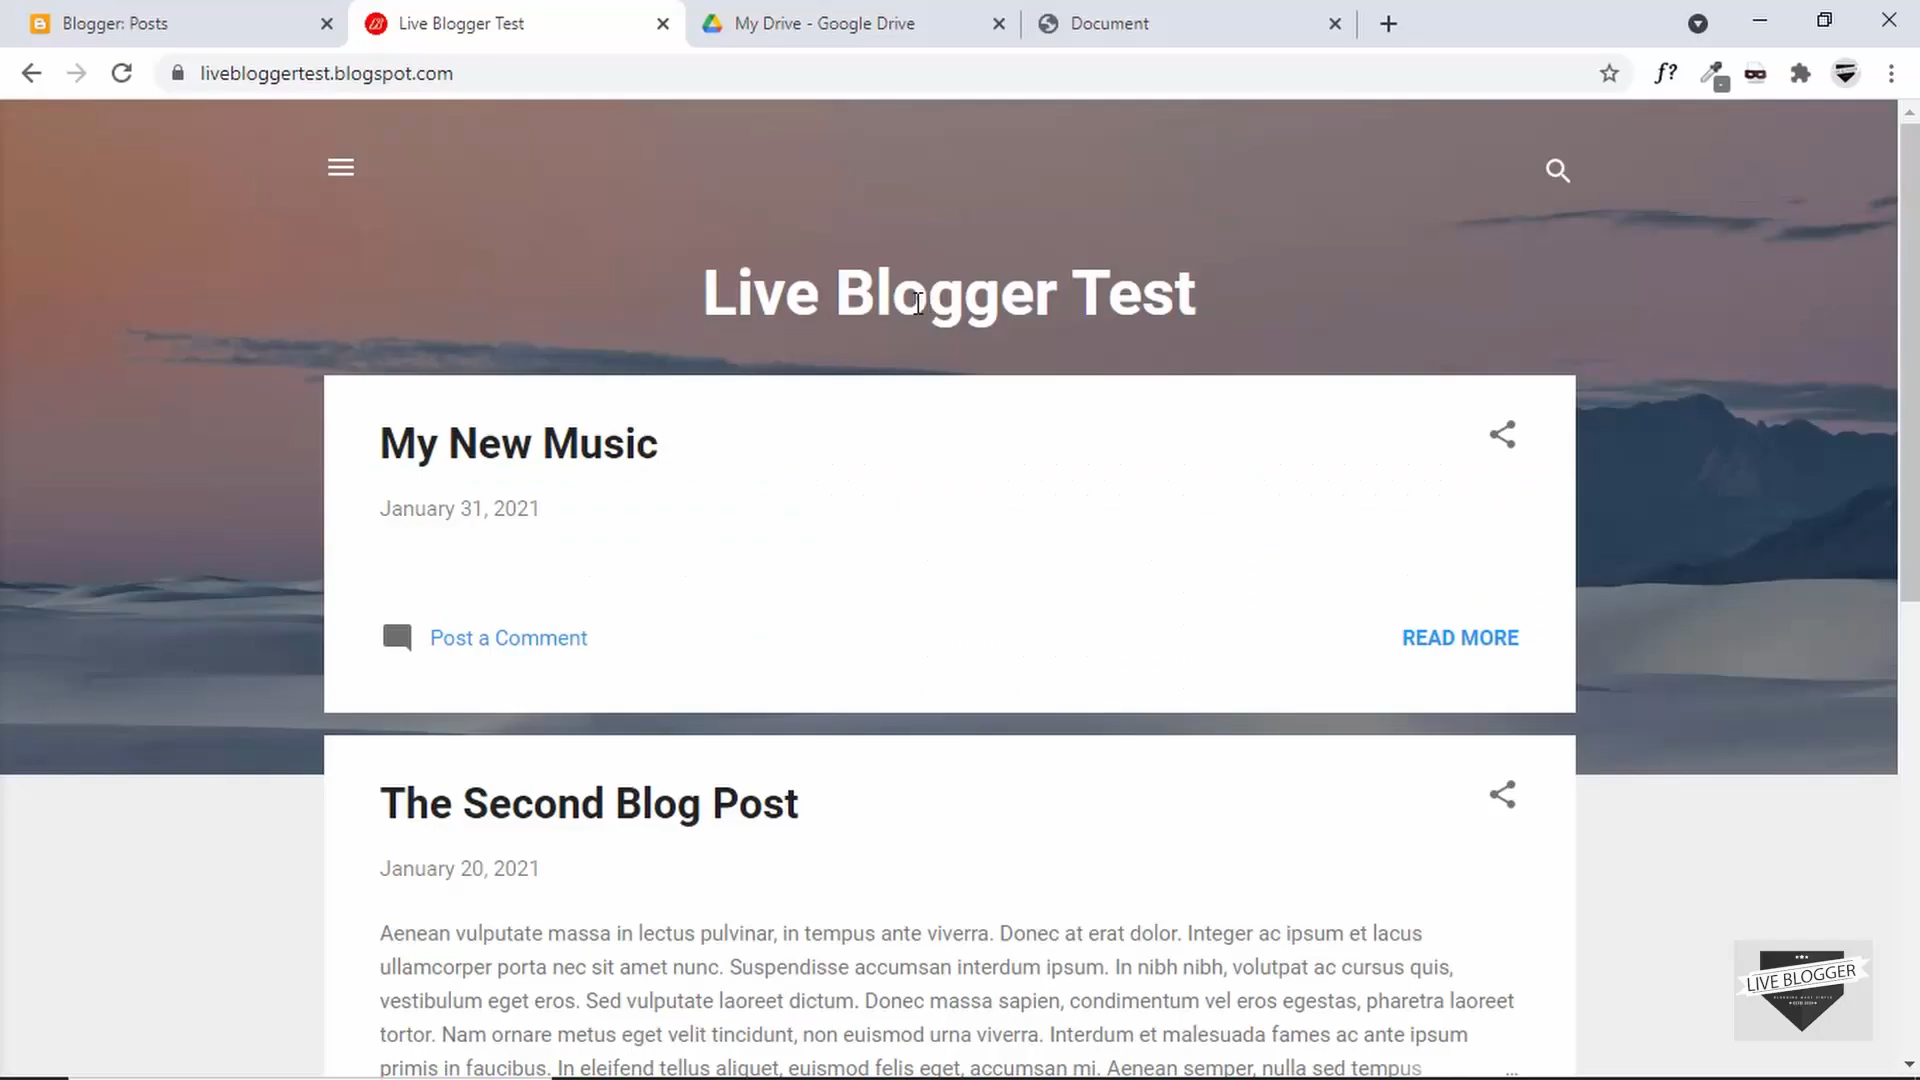 Blogger: Posts
Live Blogger Test
My Drive - Google Drive
Document
livebloggertest.blogspot.com
f?
Live Blogger Test
My New Music
January 31, 2021
Post a Comment
READ MORE
The Second Blog Post
January 20, 2021
Aenean vulputate massa in lectus pulvinar, in tempus ante viverra. Donec at erat dolor. Integer ac ipsum et lacus
ullamcorper porta nec sit amet nunc. Suspendisse accumsan interdum ipsum. In nibh nibh, volutpat ac cursus quis,
vestibulum eget eros. Sed vulputate laoreet dictum. Donec massa sapien, condimentum vel eros egestas, pharetra laoreet
tortor. Nam ornare metus eget velit tincidunt, non euismod urna viverra. Interdum et malesuada fames ac ante ipsum
primis in faucibus. In eleifend tellus aliquet, euismod felis eget, accumsan mi. Aenean semper, nulla sed tempus ...
LIVE BLOGGER